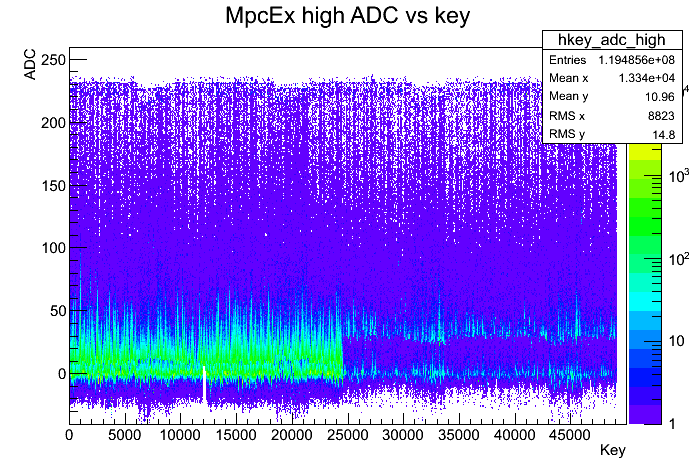 MpcEx high ADC vs key
hkey_adc_high
Entries 1.194856e+08
Mean x 1.334e+04
Mean y 10.96
RMS x 8823
RMS y 14.8
ADC
250
200
150
100
50
0
0 5000 10000 15000 20000 25000 30000 35000 40000 45000
Key
4
10³
10²
10
1